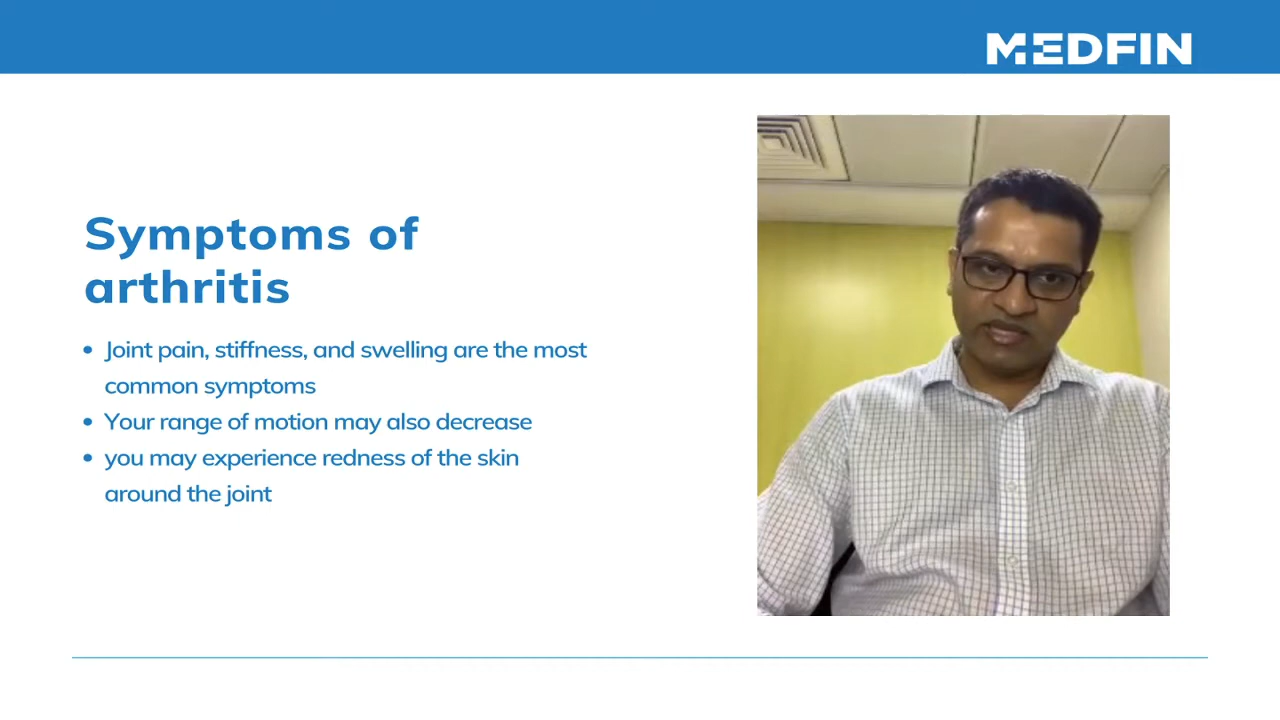 MEDFIN
Symptoms of
arthritis
• Joint pain, stiffness, and swelling are the most
common symptoms
• Your range of motion may also decrease
• you may experience redness of the skin
around the joint